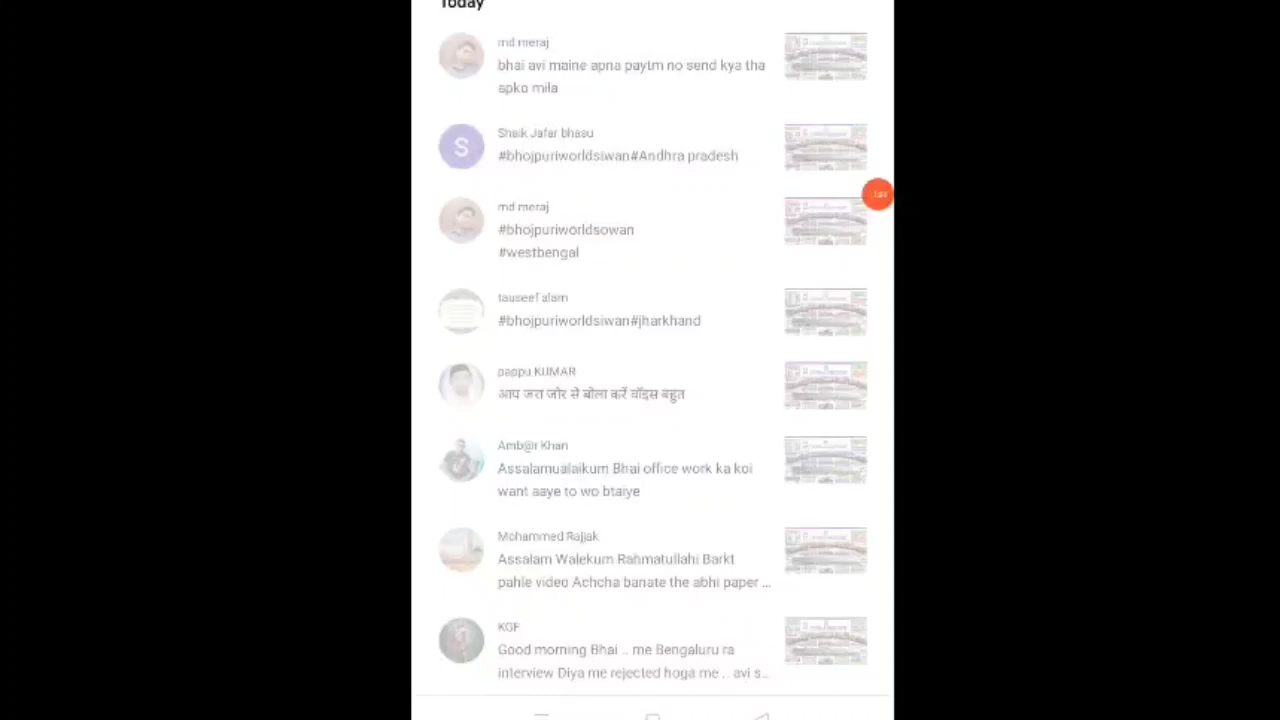 Today
md meraj
bhai avi maine apna paytm no send kya tha
apko mila
S
Shaik Jafar bhasu
#bhojpuriworldsiwan#Andhra pradesh
md meraj
#bhojpuriworldsowan
#westbengal
tauseef alam
#bhojpuriworldsiwan#jharkhand
pappu KUMAR
आप जरा जोर से बोला करें वॉइस बहुत
Amb@r Khan
Assalamualaikum Bhai office work ka koi
want aaye to wo btaiye
Mohammed Rajjak
Assalam Walekum Rahmatullahi Barkt
pahle video Achcha banate the abhi paper ...
KGF
Good morning Bhai .. me Bengaluru ra
interview Diya me rejected hoga me .. avi s...